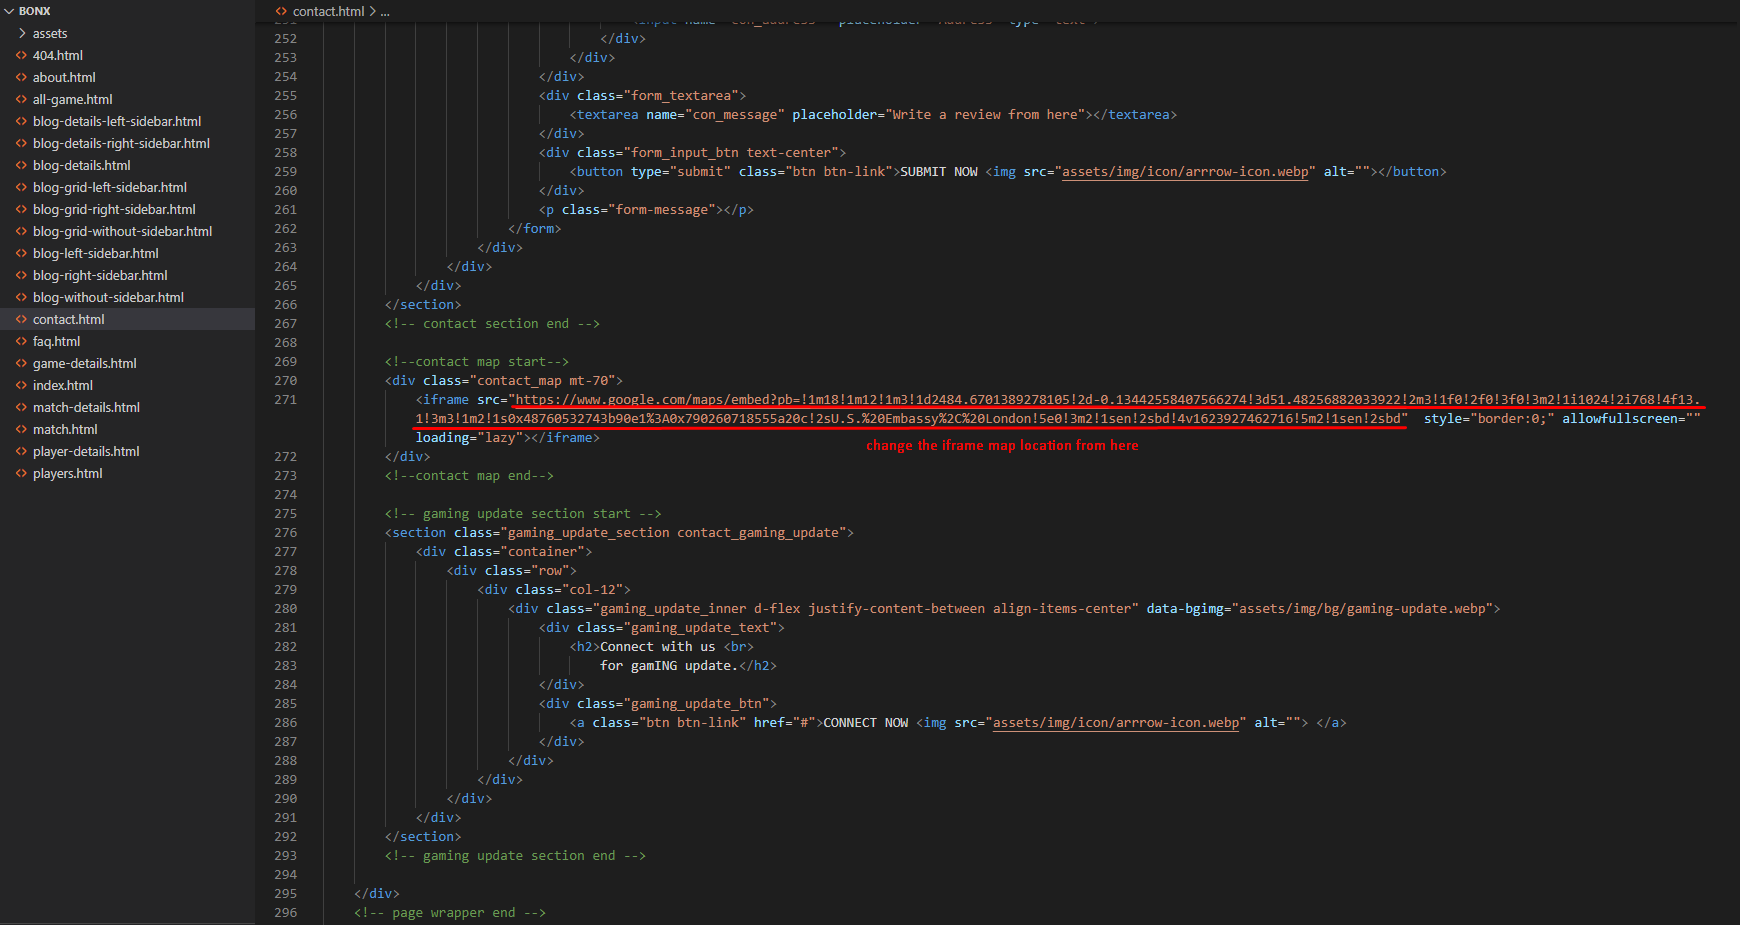 BONX
assets
404.html
about.html
all-game.html
blog-details-left-sidebar.html
blog-details-right-sidebar.html
blog-details.html
blog-grid-left-sidebar.html
blog-grid-right-sidebar.html
blog-grid-without-sidebar.html
blog-left-sidebar.html
blog-right-sidebar.html
blog-without-sidebar.html
contact.html
faq.html
game-details.html
index.html
match-details.html
match.html
player-details.html
players.html
contact.html > ...
252 </div>
253 </div>
254 </div>
255 <div class="form_textarea">
256 <textarea name="con_message" placeholder="Write a review from here"></textarea>
257 </div>
258 <div class="form_input_btn text-center">
259 <button type="submit" class="btn btn-link">SUBMIT NOW <img src="assets/img/icon/arrrow-icon.webp" alt=""></button>
260 </div>
261 <p class="form-message"></p>
262 </form>
263 </div>
264 </div>
265 </div>
266 </section>
267 <!-- contact section end -->
268
269 <!--contact map start-->
270 <div class="contact_map mt-70">
271 <iframe src="https://www.google.com/maps/embed?pb=!1m18!1m12!1m3!1d2484.6701389278105!2d-0.13442558407566274!3d51.48256882033922!2m3!1f0!2f0!3f0!3m2!1i1024!2i768!4f13.
1!3m3!1m2!1s0x48760532743b90e1%3A0x790260718555a20c!2sU.S.%20Embassy%2C%20London!5e0!3m2!1sen!2sbd!4v1623927462716!5m2!1sen!2sbd" style="border:0;" allowfullscreen=""
loading="lazy"></iframe>
change the iframe map location from here
272 </div>
273 <!--contact map end-->
274
275 <!-- gaming update section start -->
276 <section class="gaming_update_section contact_gaming_update">
277 <div class="container">
278 <div class="row">
279 <div class="col-12">
280 <div class="gaming_update_inner d-flex justify-content-between align-items-center" data-bgimg="assets/img/bg/gaming-update.webp">
281 <div class="gaming_update_text">
282 <h2>Connect with us <br>
283 for gamING update.</h2>
284 </div>
285 <div class="gaming_update_btn">
286 <a class="btn btn-link" href="#">CONNECT NOW <img src="assets/img/icon/arrrow-icon.webp" alt=""> </a>
287 </div>
288 </div>
289 </div>
290 </div>
291 </div>
292 </section>
293 <!-- gaming update section end -->
294
295 </div>
296 <!-- page wrapper end -->